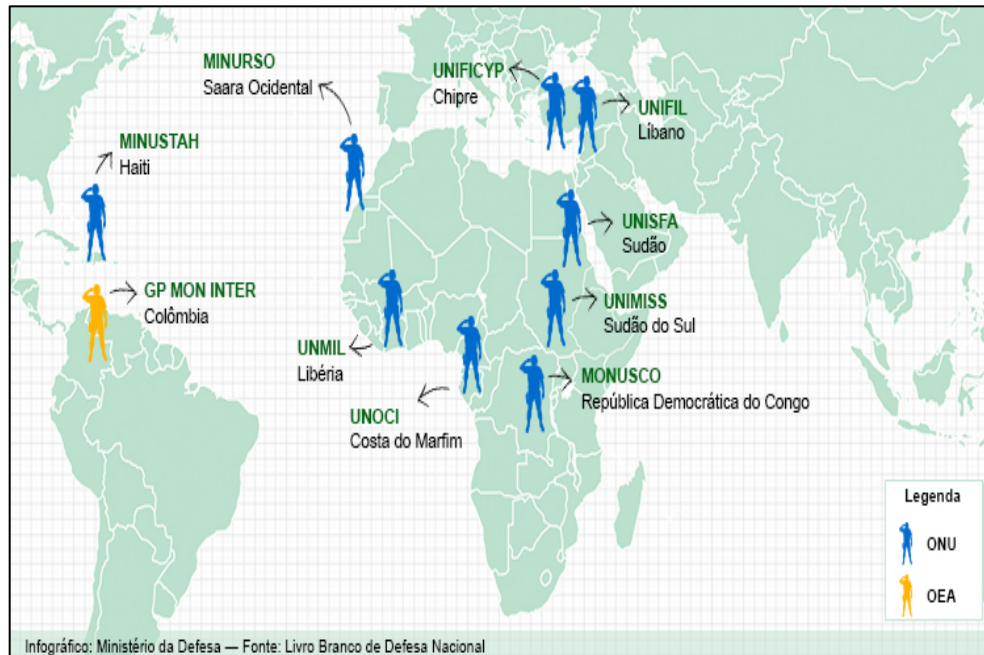 MINURSO
Saara Ocidental
UNIFICYP
Chipre
UNIFIL
Líbano
MINUSTAH
Haiti
UNISFA
Sudão
GP MON INTER
Colômbia
UNIMISS
Sudão do Sul
UNMIL
Libéria
MONUSCO
República Democrática do Congo
UNOCI
Costa do Marfim
Legenda
ONU
OEA
Infográfico: Ministério da Defesa — Fonte: Livro Branco de Defesa Nacional